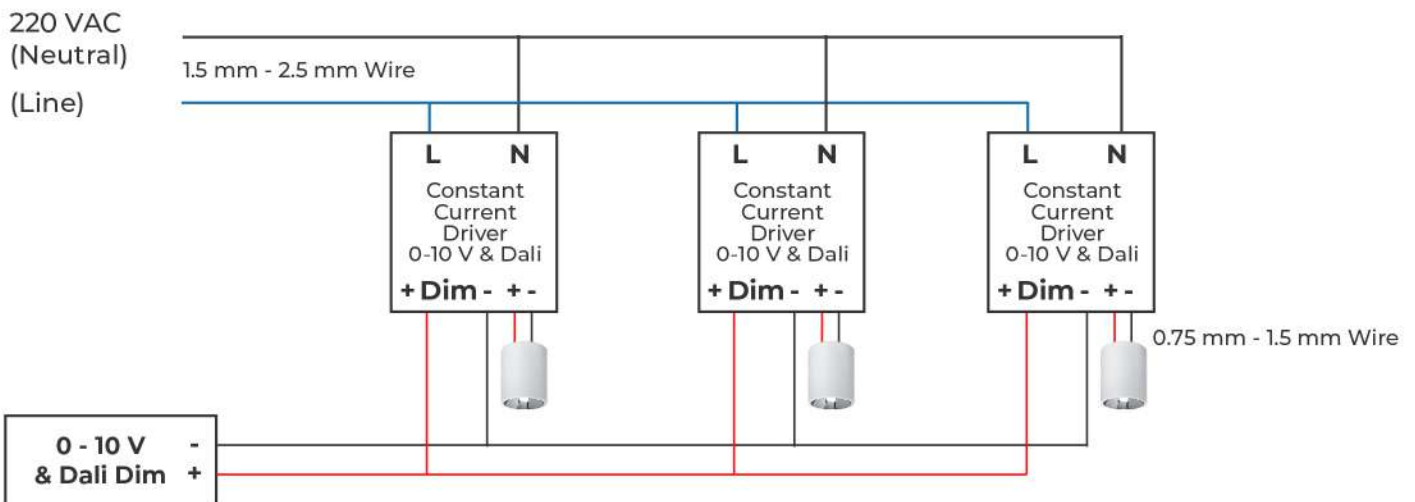 220 VAC
(Neutral)
1.5 mm - 2.5 mm Wire
(Line)
L N
Constant
Current
Driver
0-10 V & Dali
+ Dim - + -
L N
Constant
Current
Driver
0-10 V & Dali
+ Dim - + -
L N
Constant
Current
Driver
0-10 V & Dali
+ Dim - + -
0.75 mm - 1.5 mm Wire
0 - 10 V -
& Dali Dim +